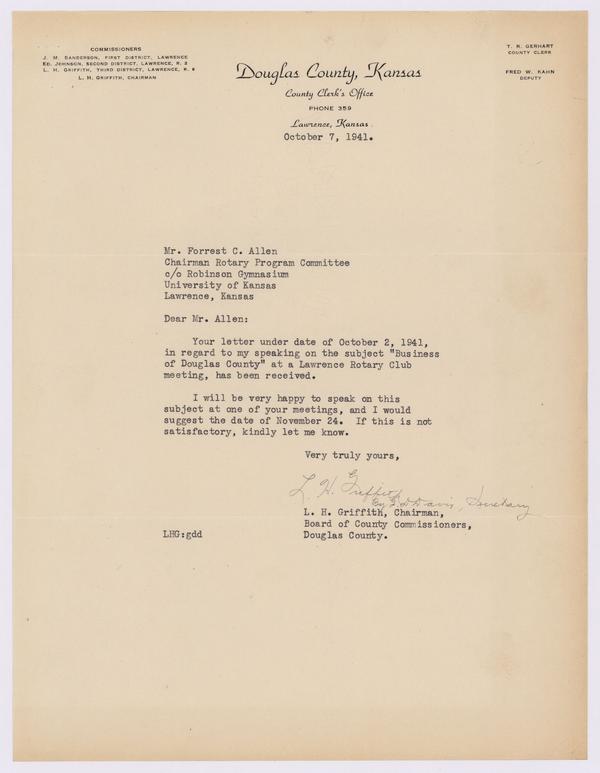 COMMISSIONERS
J. M. SANDERSON, FIRST DISTRICT, LAWRENCE
ED. JOHNSON, SECOND DISTRICT, LAWRENCE, R. 2
L. H. GRIFFITH, THIRD DISTRICT, LAWRENCE, R. 6
L. H. GRIFFITH, CHAIRMAN
T. R. GERHART
COUNTY CLERK
FRED W. KAHN
DEPUTY
Douglas County, Kansas
County Clerk's Office
PHONE 359
Lawrence, Kansas
October 7, 1941.
Mr. Forrest C. Allen
Chairman Rotary Program Committee
c/o Robinson Gymnasium
University of Kansas
Lawrence, Kansas
Dear Mr. Allen:
Your letter under date of October 2, 1941,
in regard to my speaking on the subject "Business
of Douglas County" at a Lawrence Rotary Club
meeting, has been received.
I will be very happy to speak on this
subject at one of your meetings, and I would
suggest the date of November 24. If this is not
satisfactory, kindly let me know.
Very truly yours,
L. H. Griffith
By G. D. Davis, Secretary
L. H. Griffith, Chairman,
Board of County Commissioners,
LHG:gdd Douglas County.